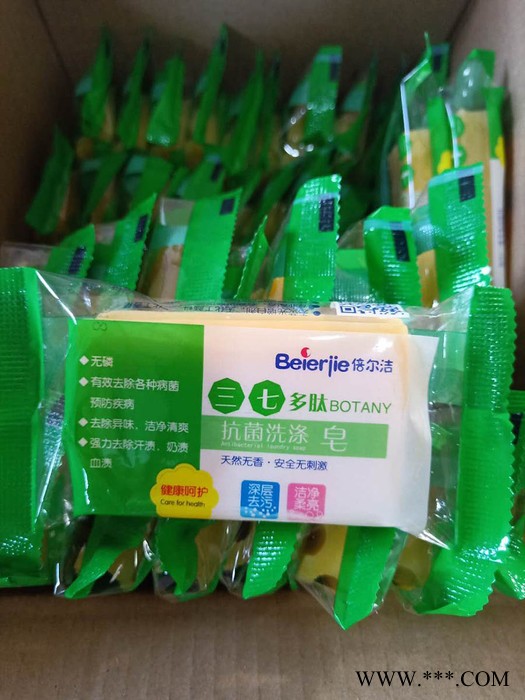 Beierjie 倍尔洁
三七多肽BOTANY
抗菌洗涤 皂
Antibacterial laundry soap
天然无香·安全无刺激
深层
去污
洁净
柔亮
◆无磷
◆有效去除各种病菌
预防疾病
◆去除异味、洁净清爽
◆强力去除汗渍、奶渍
血渍
健康呵护
Care for health
WWW.***.COM